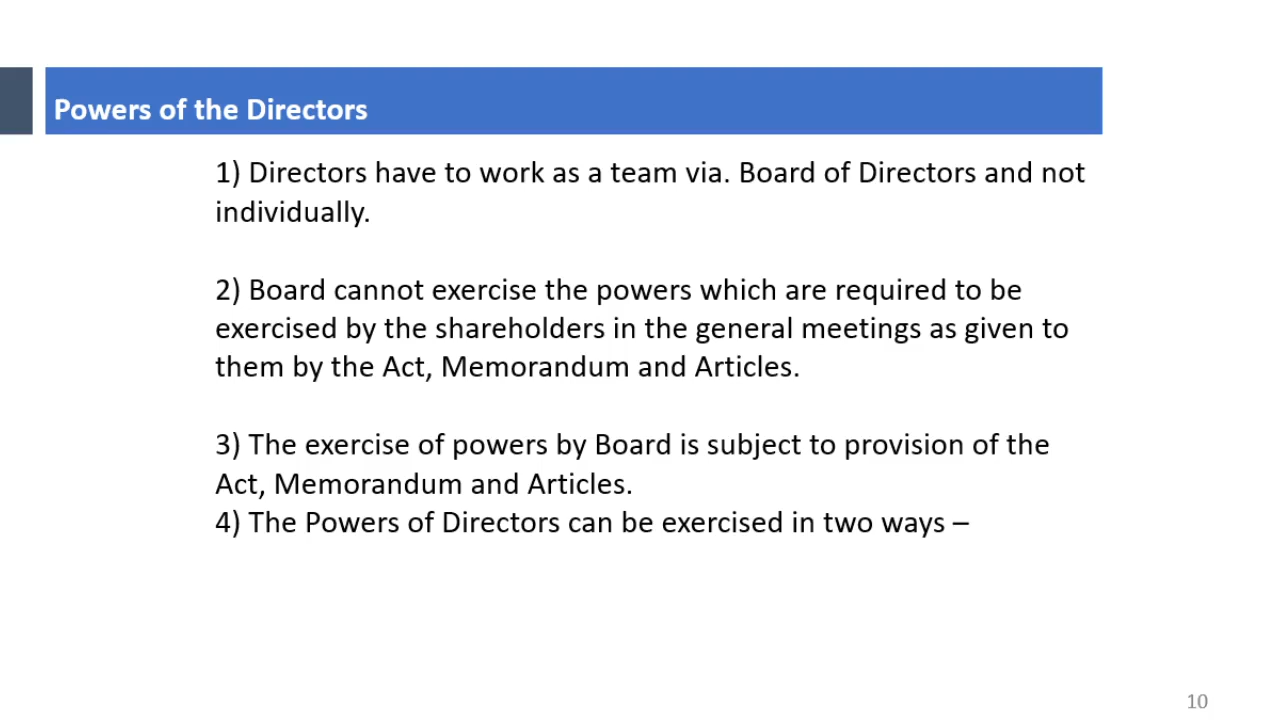 Powers of the Directors
1) Directors have to work as a team via. Board of Directors and not
individually.
2) Board cannot exercise the powers which are required to be
exercised by the shareholders in the general meetings as given to
them by the Act, Memorandum and Articles.
3) The exercise of powers by Board is subject to provision of the
Act, Memorandum and Articles.
4) The Powers of Directors can be exercised in two ways –
10